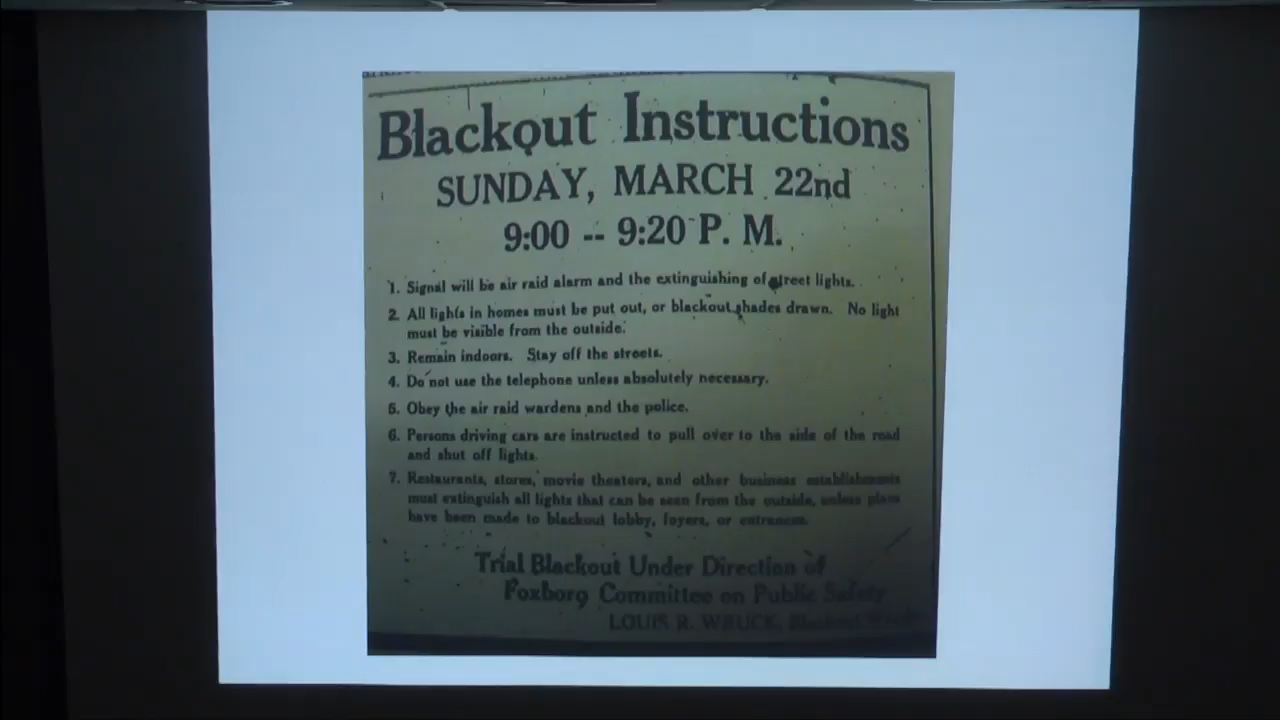 Blackout Instructions
SUNDAY, MARCH 22nd
9:00 -- 9:20 P. M.
1. Signal will be air raid alarm and the extinguishing of street lights.
2. All lights in homes must be put out, or blackout shades drawn. No light
must be visible from the outside.
3. Remain indoors. Stay off the streets.
4. Do not use the telephone unless absolutely necessary.
5. Obey the air raid wardens and the police.
6. Persons driving cars are instructed to pull over to the side of the road
and shut off lights.
7. Restaurants, stores, movie theaters, and other business establishments
must extinguish all lights that can be seen from the outside, unless plans
have been made to blackout lobby, foyers, or entrances.
Trial Blackout Under Direction of
Foxboro Committee on Public Safety
LOUIS R. WRUCK, Blackout